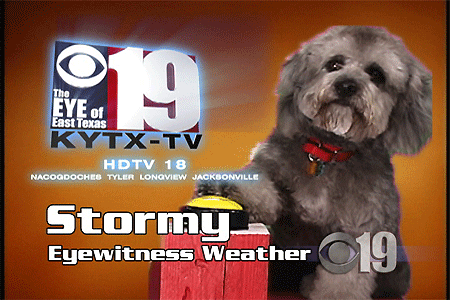 19
The
EYE of
East Texas
KYTX-TV
HDTV 18
NACOGDOCHES TYLER LONGVIEW JACKSONVILLE
Stormy
Eyewitness Weather
19